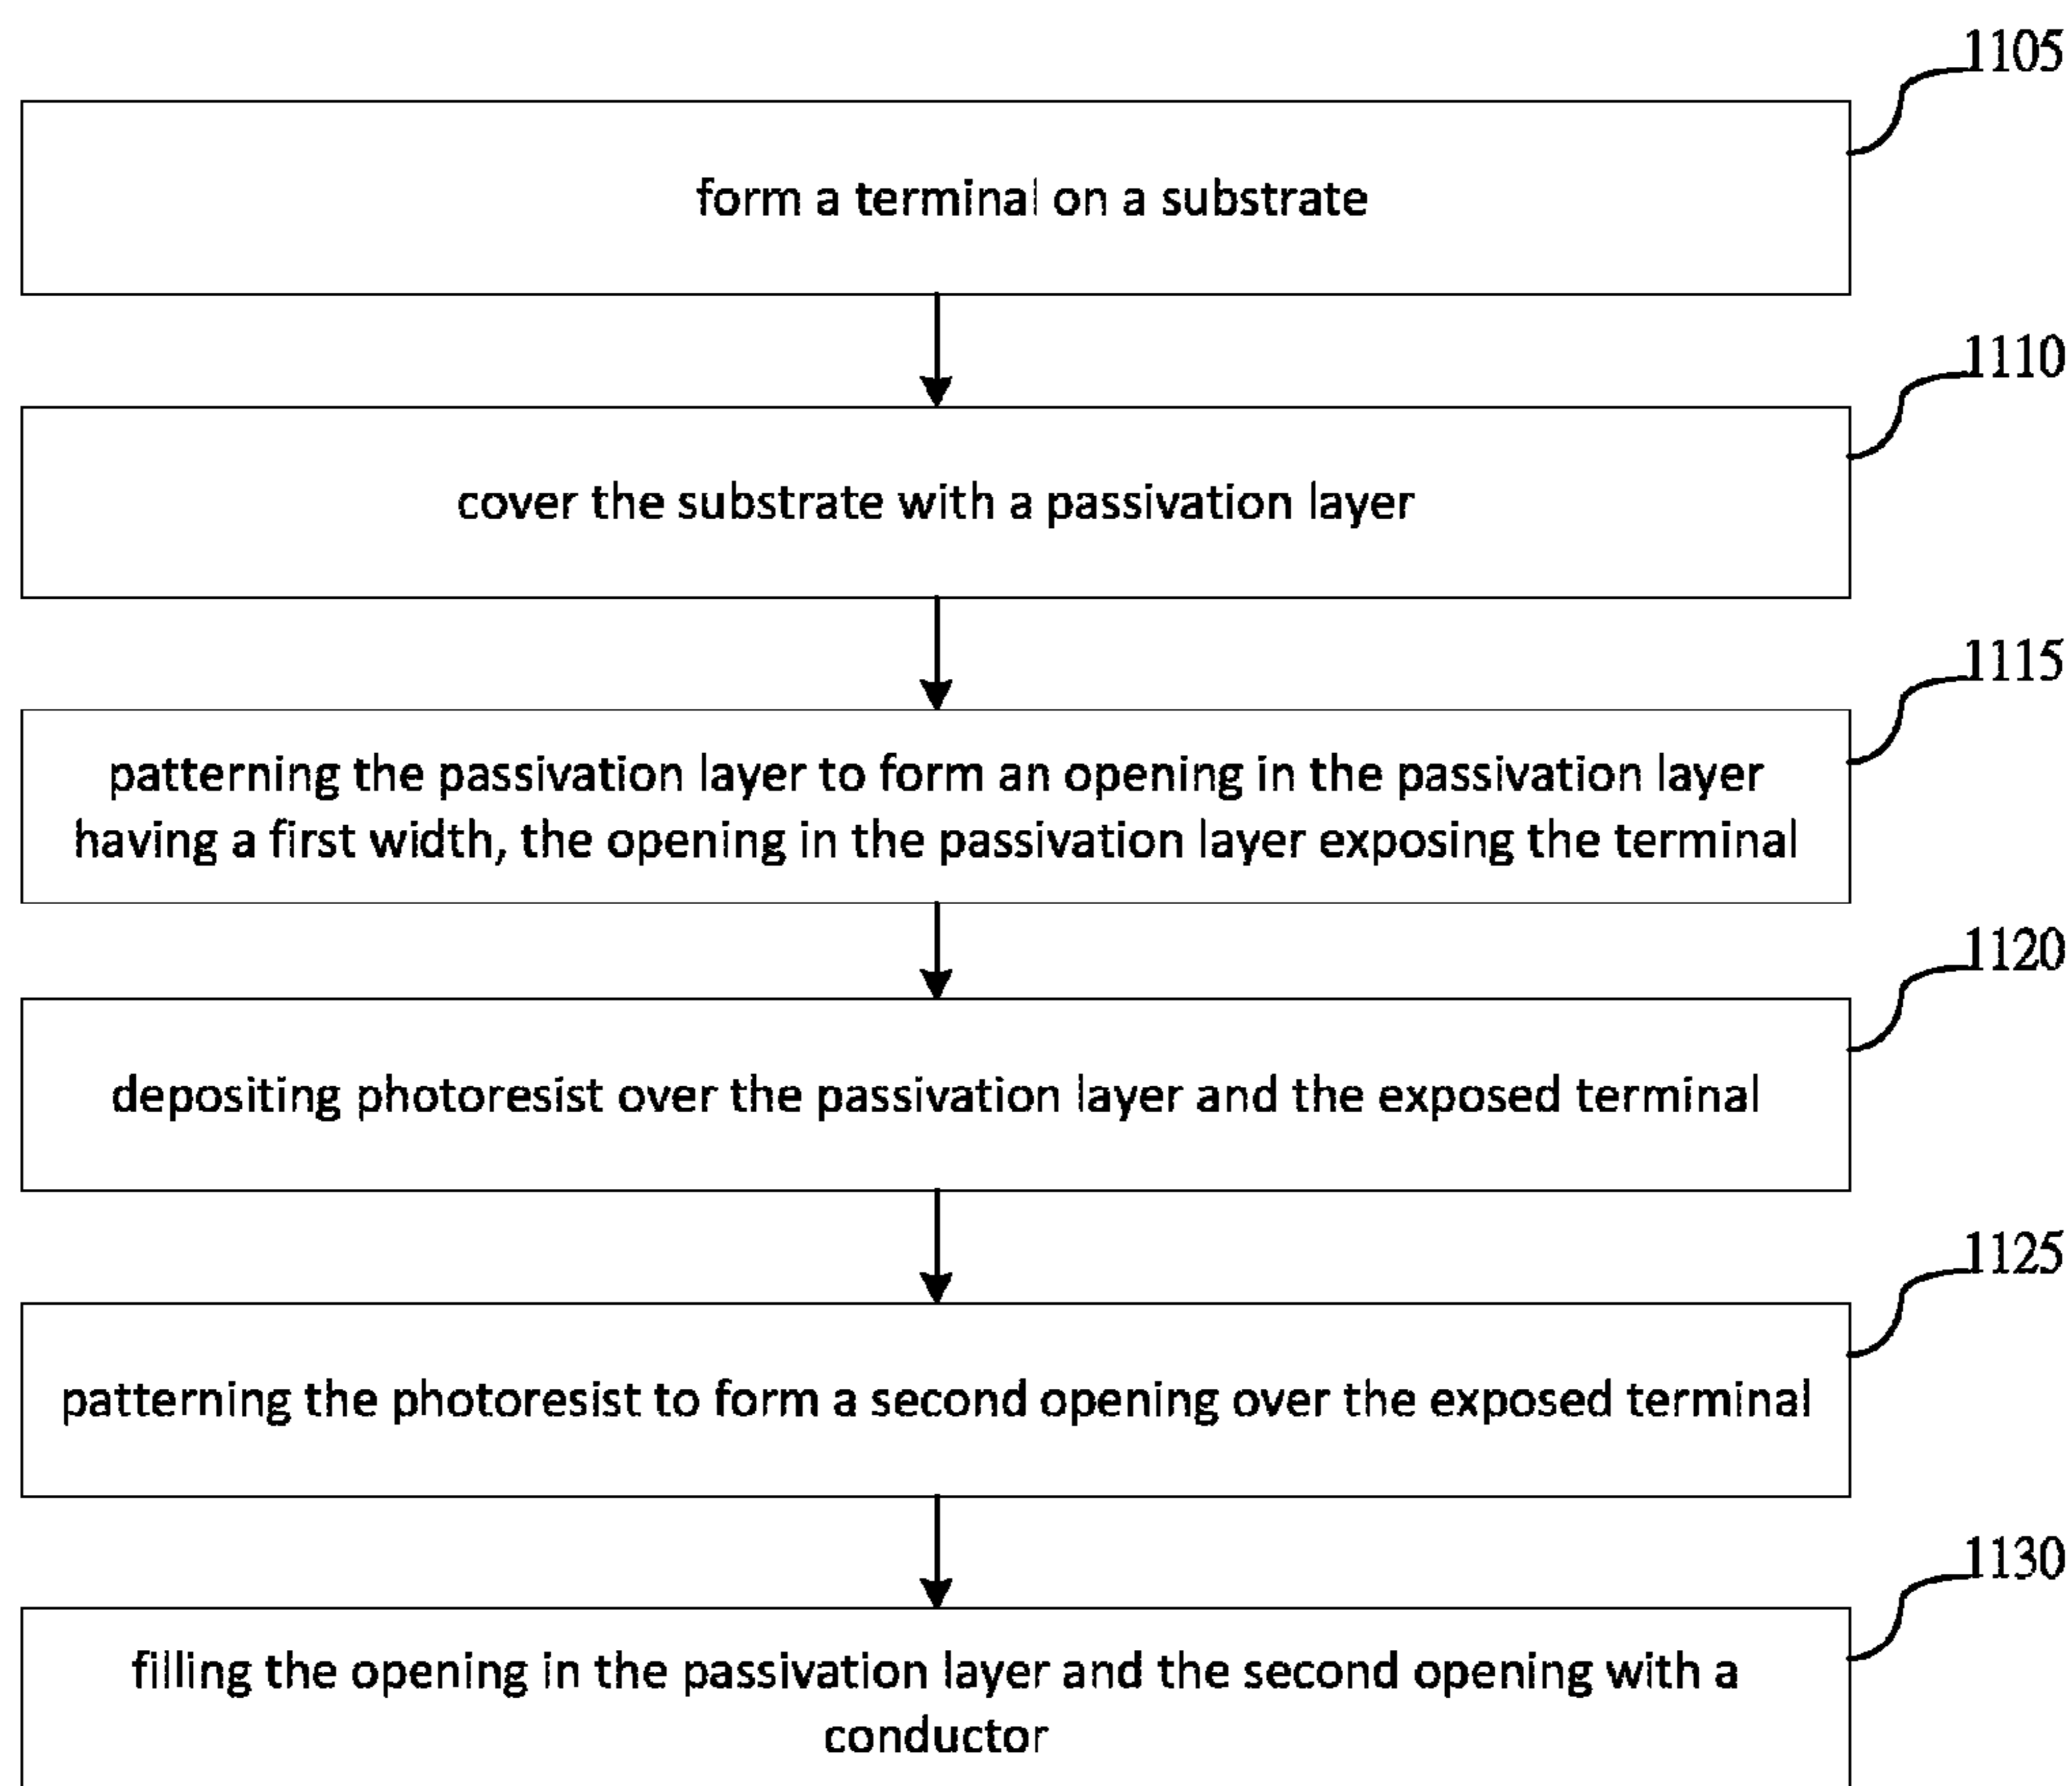 1105
form a terminal on a substrate
1110
cover the substrate with a passivation layer
1115
patterning the passivation layer to form an opening in the passivation layer
having a first width, the opening in the passivation layer exposing the terminal
1120
depositing photoresist over the passivation layer and the exposed terminal
1125
patterning the photoresist to form a second opening over the exposed terminal
1130
filling the opening in the passivation layer and the second opening with a
conductor